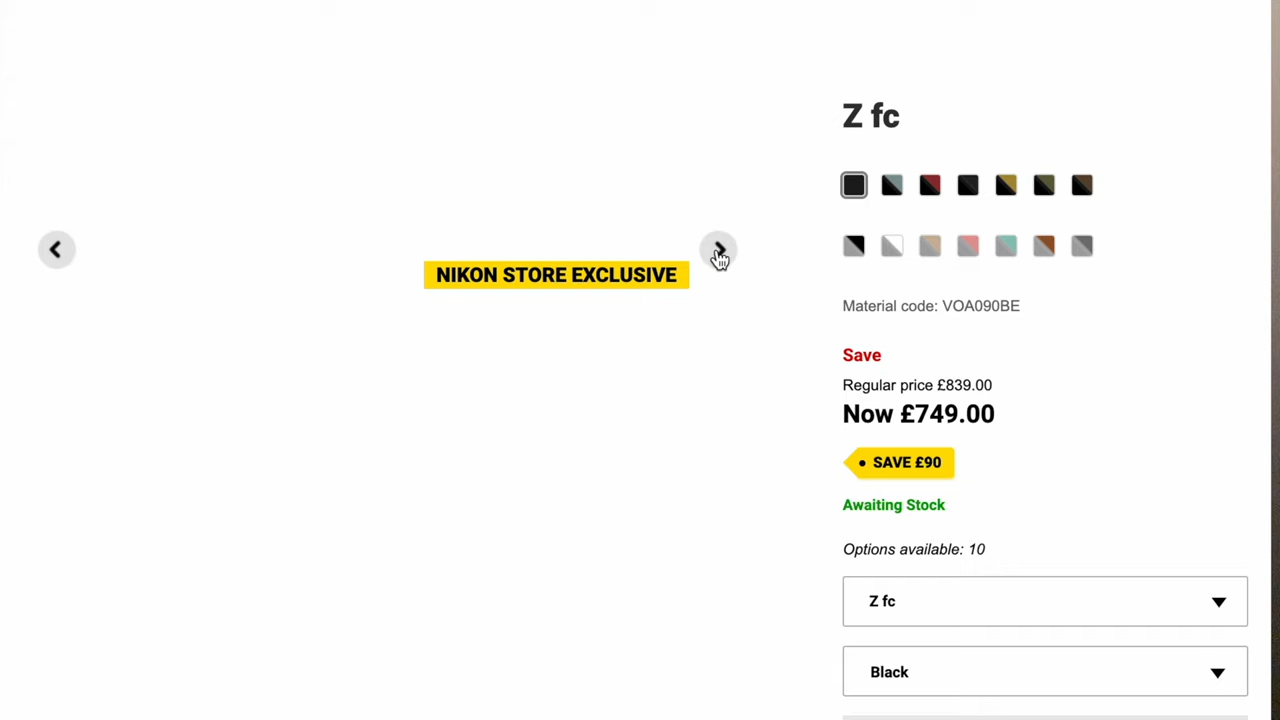 Z fc
Material code: VOA090BE
Save
Regular price £839.00
Now £749.00
SAVE £90
Awaiting Stock
Options available: 10
Z fc
Black
NIKON STORE EXCLUSIVE